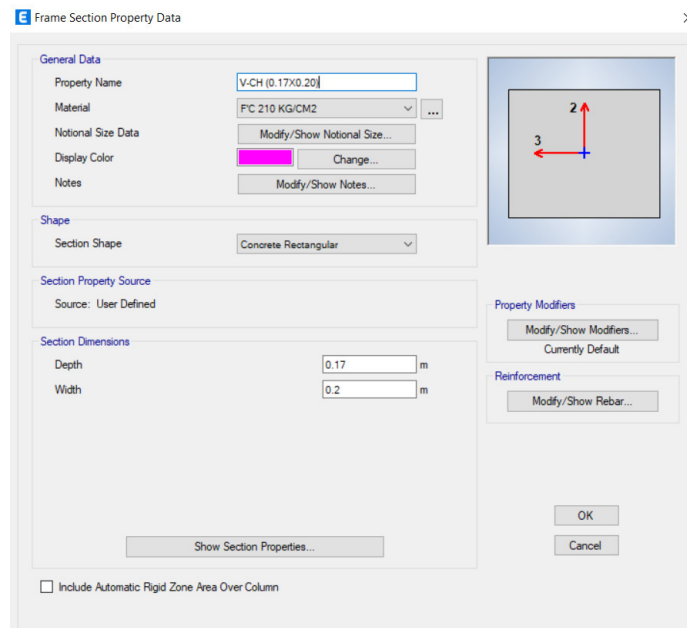 E Frame Section Property Data
General Data
Property Name V-CH (0.17X0.20)
Material F'C 210 KG/CM2 ...
Notional Size Data Modify/Show Notional Size...
Display Color Change...
Notes Modify/Show Notes...
2
3
Shape
Section Shape Concrete Rectangular
Section Property Source
Source: User Defined
Property Modifiers
Modify/Show Modifiers...
Currently Default
Section Dimensions
Depth 0.17 m
Width 0.2 m
Reinforcement
Modify/Show Rebar...
OK
Show Section Properties... Cancel
Include Automatic Rigid Zone Area Over Column